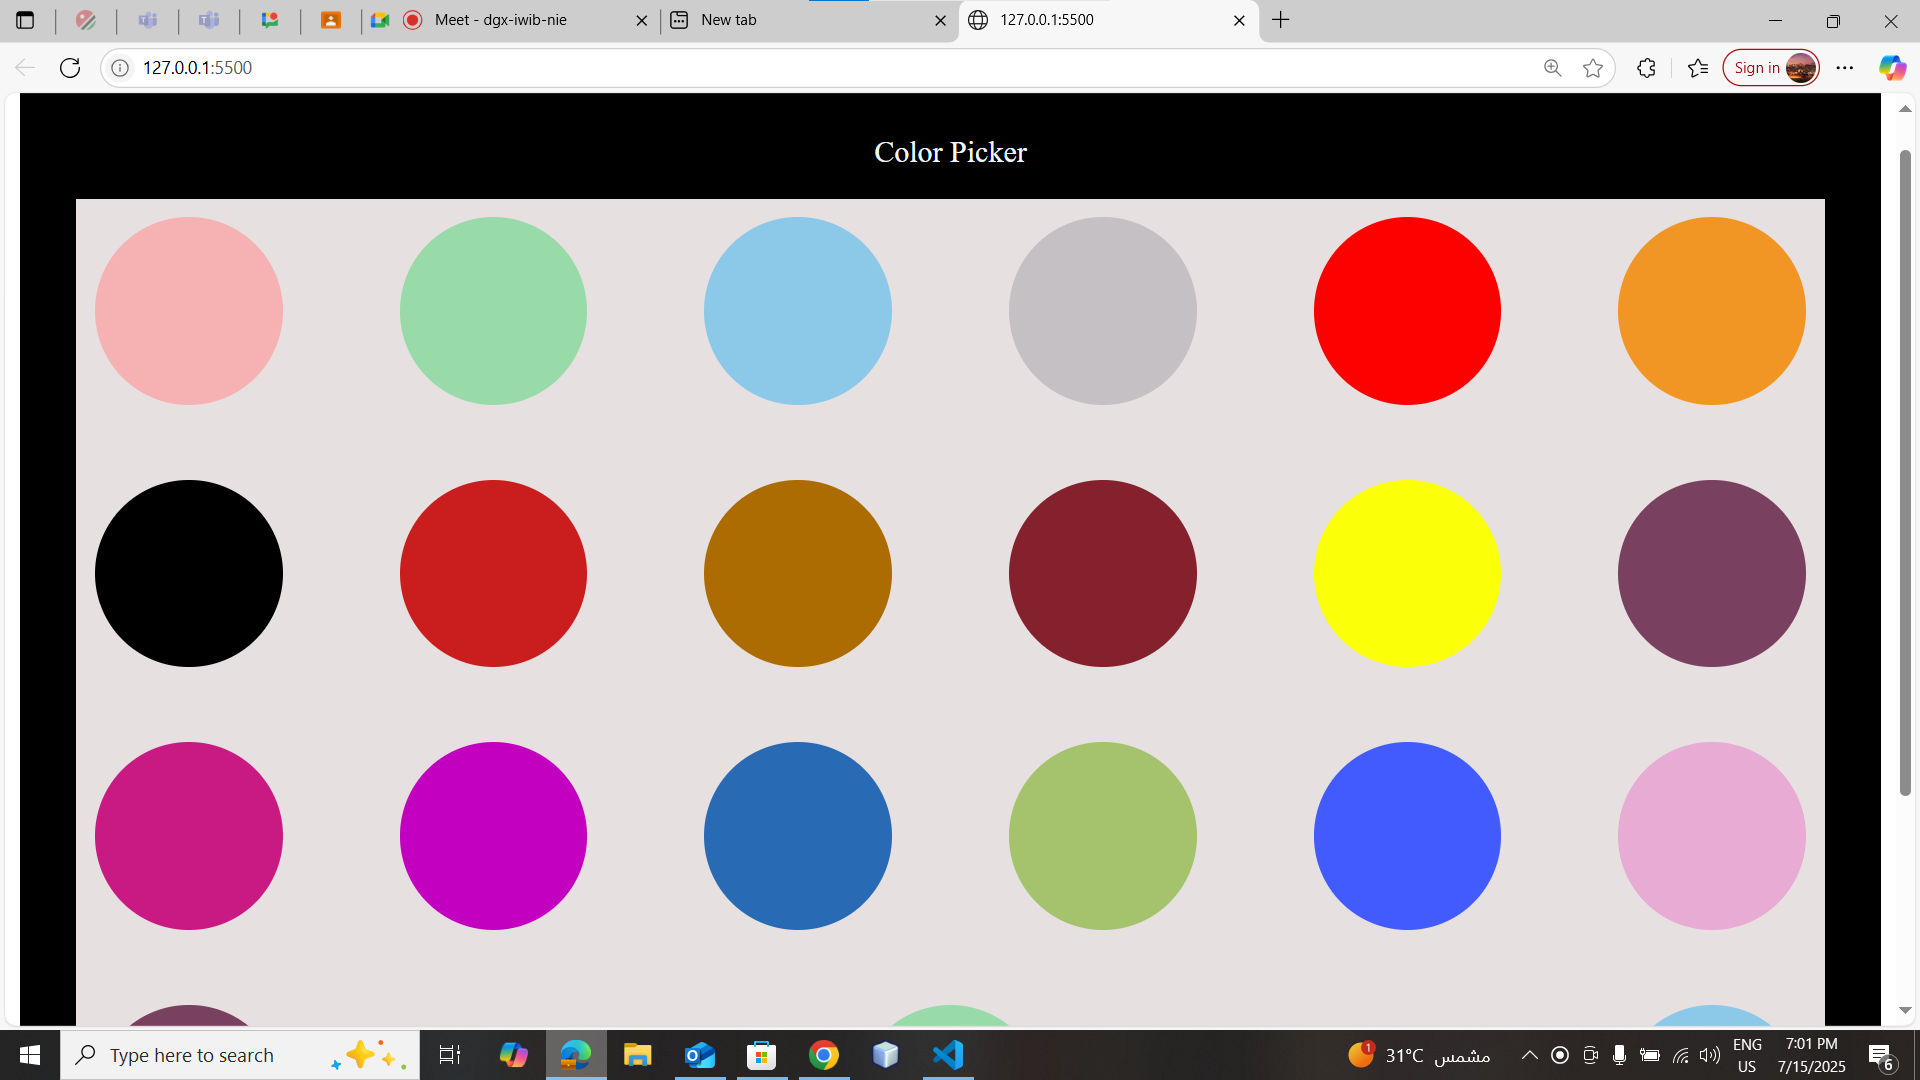 Meet - dgx-iwib-nie
New tab
127.0.0.1:5500
127.0.0.1:5500
Sign in
Color Picker
Type here to search
1
31°C مشمس
ENG
US
7:01 PM
7/15/2025
6